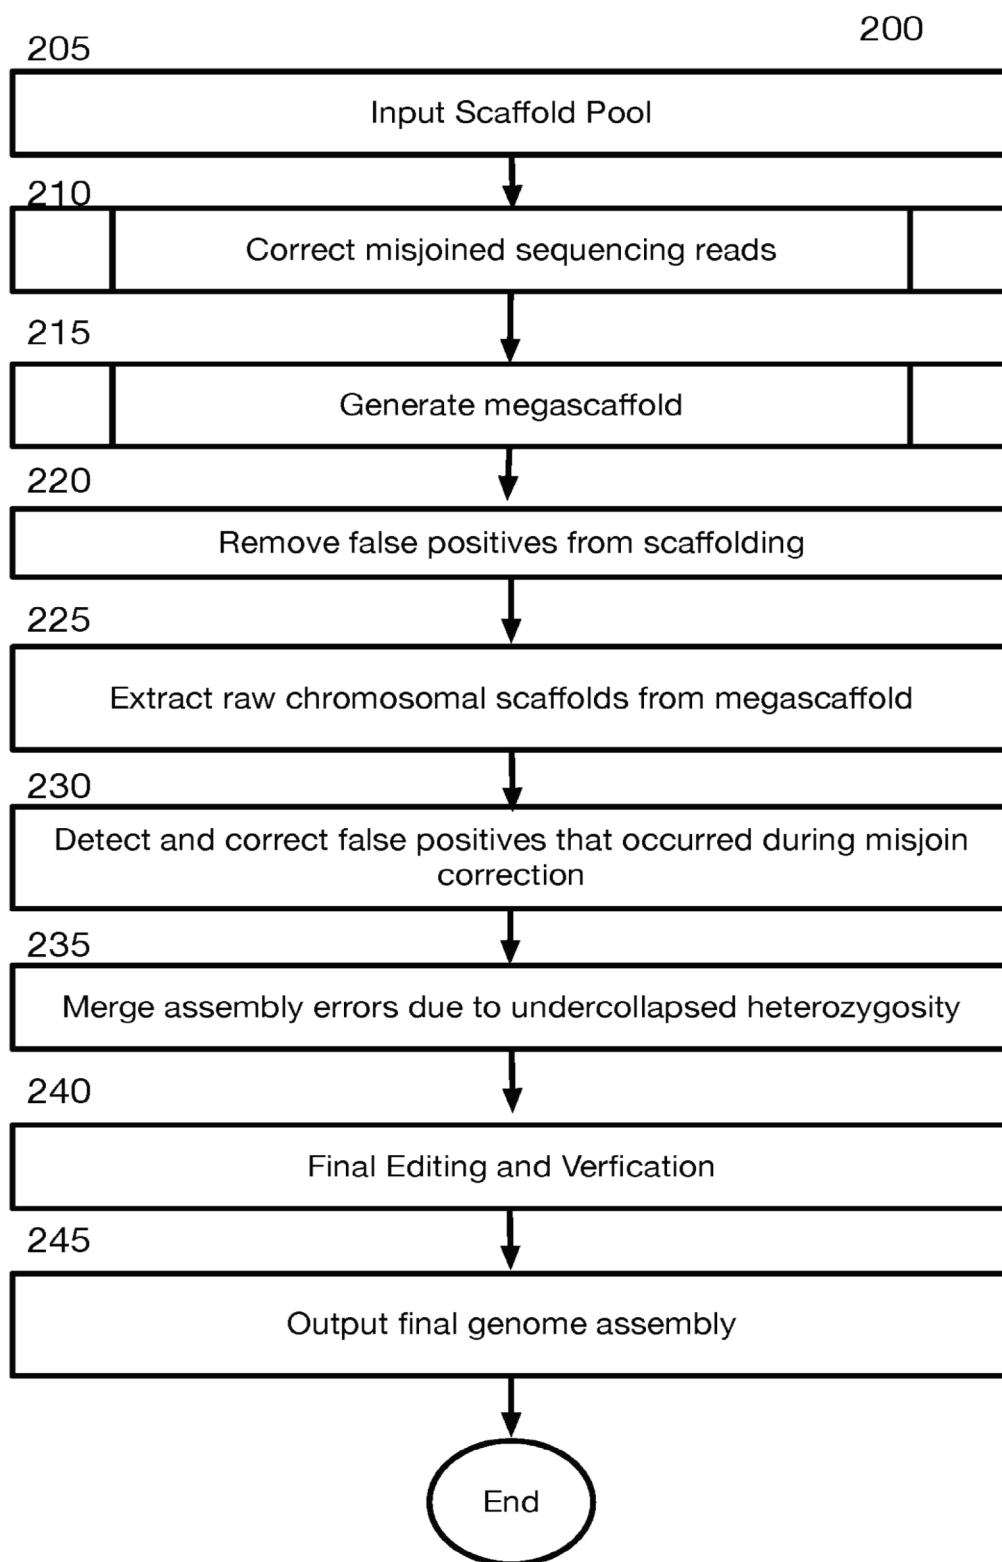 200
205
Input Scaffold Pool
210
Correct misjoined sequencing reads
215
Generate megascaffold
220
Remove false positives from scaffolding
225
Extract raw chromosomal scaffolds from megascaffold
230
Detect and correct false positives that occurred during misjoin
correction
235
Merge assembly errors due to undercollapsed heterozygosity
240
Final Editing and Verfication
245
Output final genome assembly
End